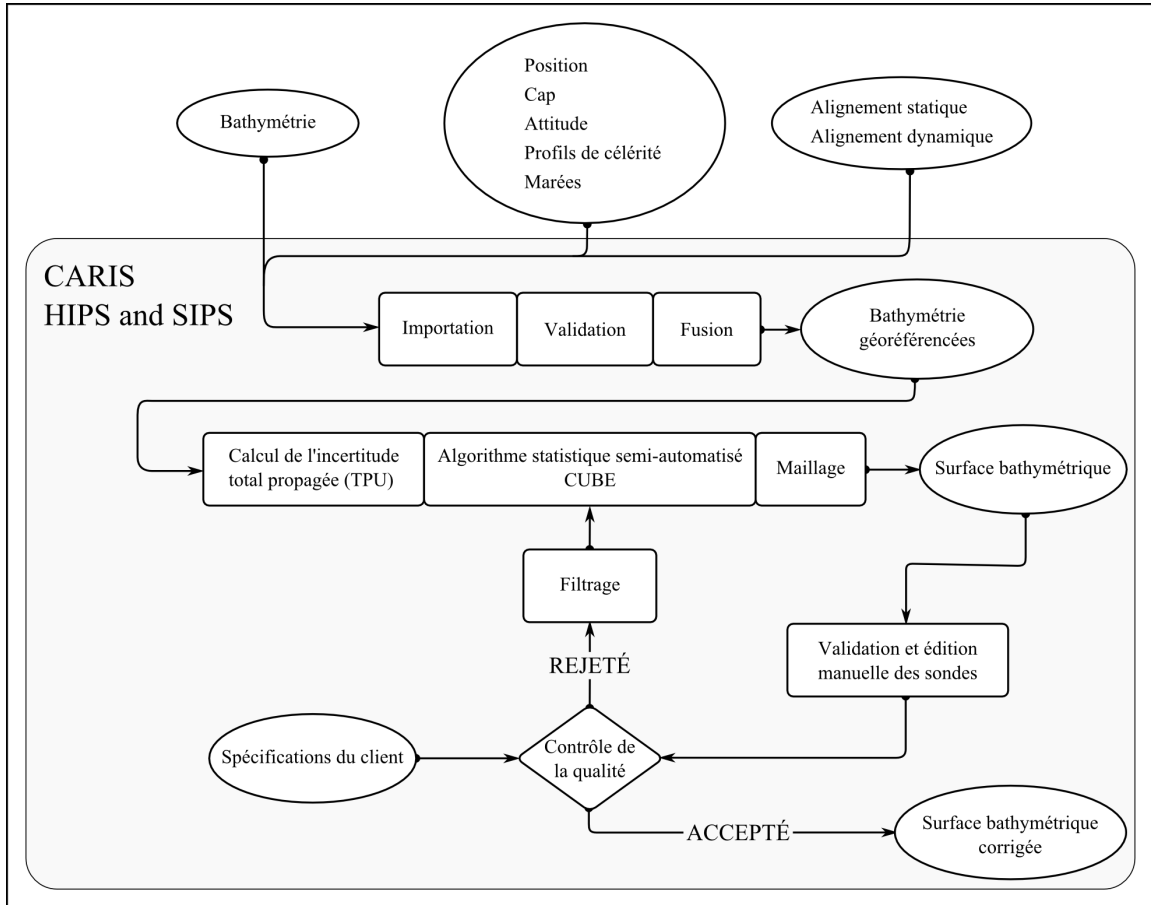 Bathymétrie
Position
Cap
Attitude
Profils de célérité
Marées
Alignement statique
Alignement dynamique
CARIS
HIPS and SIPS
Importation
Validation
Fusion
Bathymétrie
géoréférencées
Calcul de l'incertitude
total propagée (TPU)
Algorithme statistique semi-automatisé
CUBE
Maillage
Surface bathymétrique
Filtrage
Validation et édition
manuelle des sondes
REJETÉ
Spécifications du client
Contrôle de
la qualité
ACCEPTÉ
Surface bathymétrique
corrigée